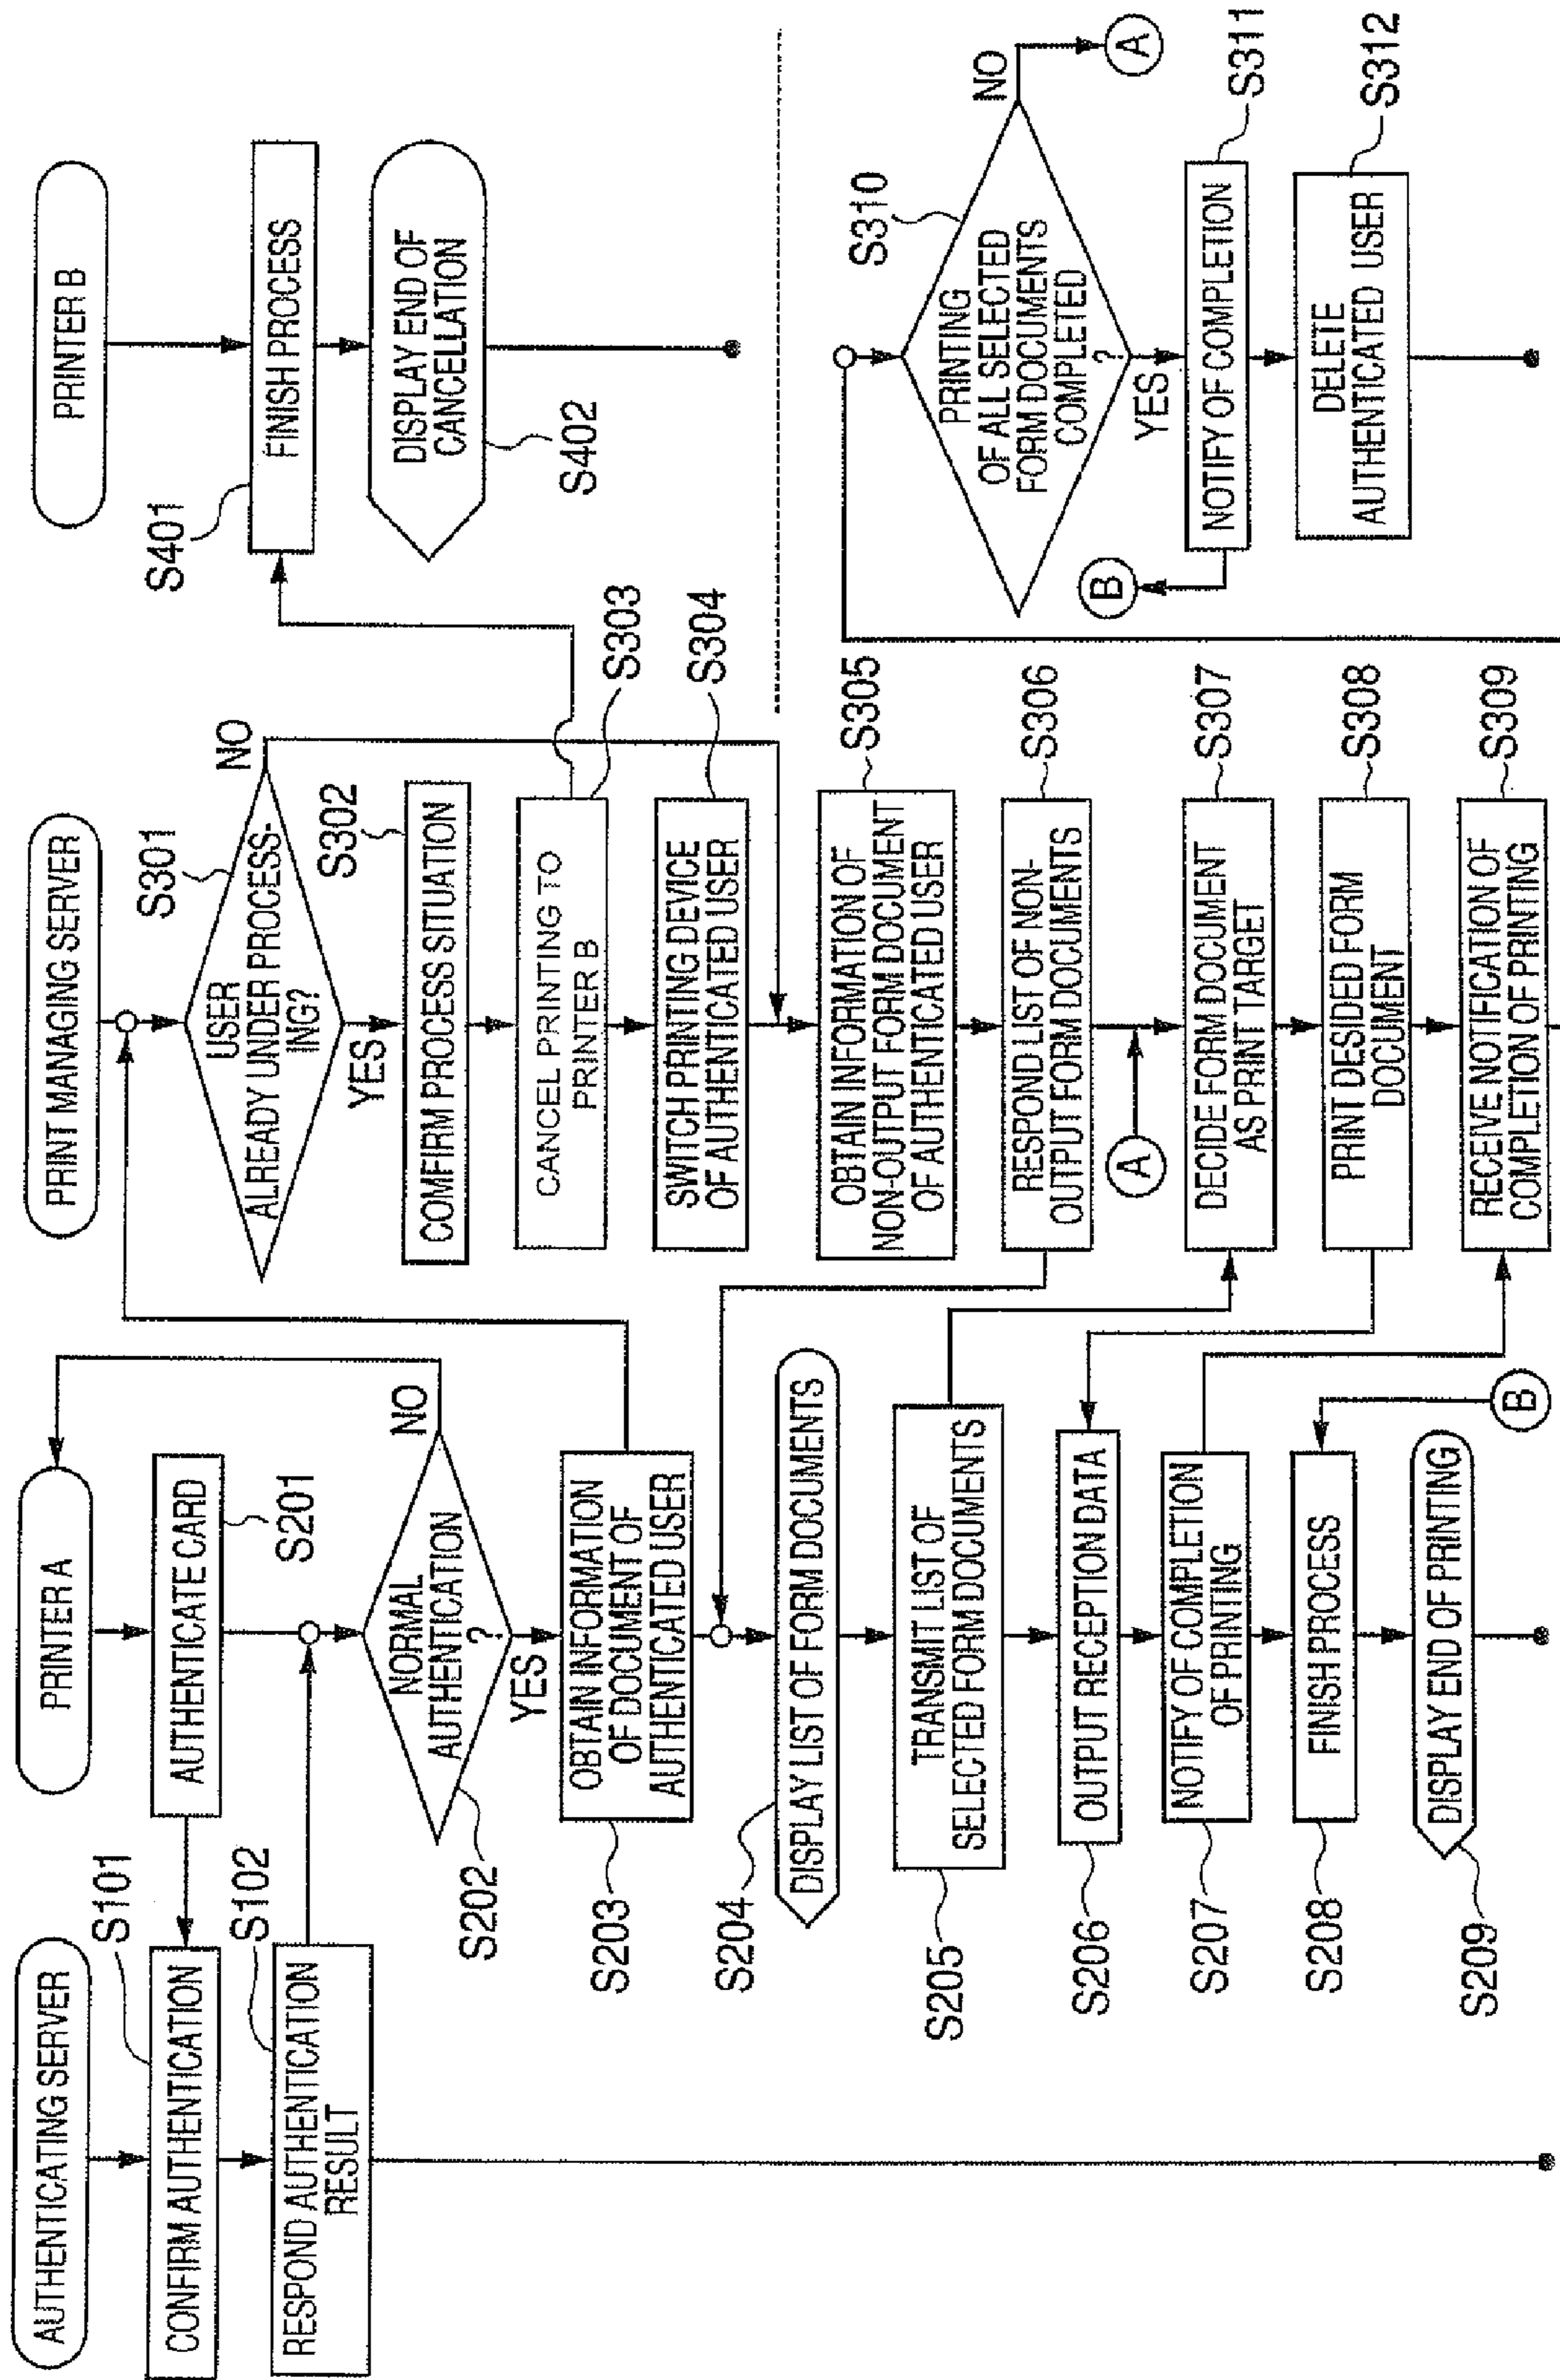 AUTHENTICATING SERVER
S101
CONFIRM AUTHENTICATION
S102
RESPOND AUTHENTICATION
RESULT
PRINTER A
AUTHENTICATE CARD
S201
NORMAL
AUTHENTICATION
?
NO
YES
S202
OBTAIN INFORMATION
OF DOCUMENT OF
AUTHENTICATED USER
S203
DISPLAY LIST OF FORM DOCUMENTS
S204
TRANSMIT LIST OF
SELECTED FORM DOCUMENTS
S205
OUTPUT RECEPTION DATA
S206
NOTIFY OF COMPLETION
OF PRINTING
S207
FINISH PROCESS
S208
B
DISPLAY END OF PRINTING
S209
PRINT MANAGING SERVER
S301
USER
ALREADY UNDER PROCESS-
ING?
NO
YES
S302
COMFIRM PROCESS SITUATION
CANCEL PRINTING TO
PRINTER B
S303
SWITCH PRINTING DEVICE
OF AUTHENTICATED USER
S304
OBTAIN INFORMATION OF
NON-OUTPUT FORM DOCUMENT
OF AUTHENTICATED USER
S305
RESPOND LIST OF NON-
OUTPUT FORM DOCUMENTS
S306
A
DECIDE FORM DOCUMENT
AS PRINT TARGET
S307
PRINT DESIDED FORM
DOCUMENT
S308
RECEIVE NOTIFICATION OF
COMPLETION OF PRINTING
S309
PRINTER B
S401
FINISH PROCESS
DISPLAY END OF
CANCELLATION
S402
S310
PRINTING
OF ALL SELECTED
FORM DOCUMENTS
COMPLETED
?
NO
A
YES
B
NOTIFY OF COMPLETION
S311
DELETE
AUTHENTICATED USER
S312